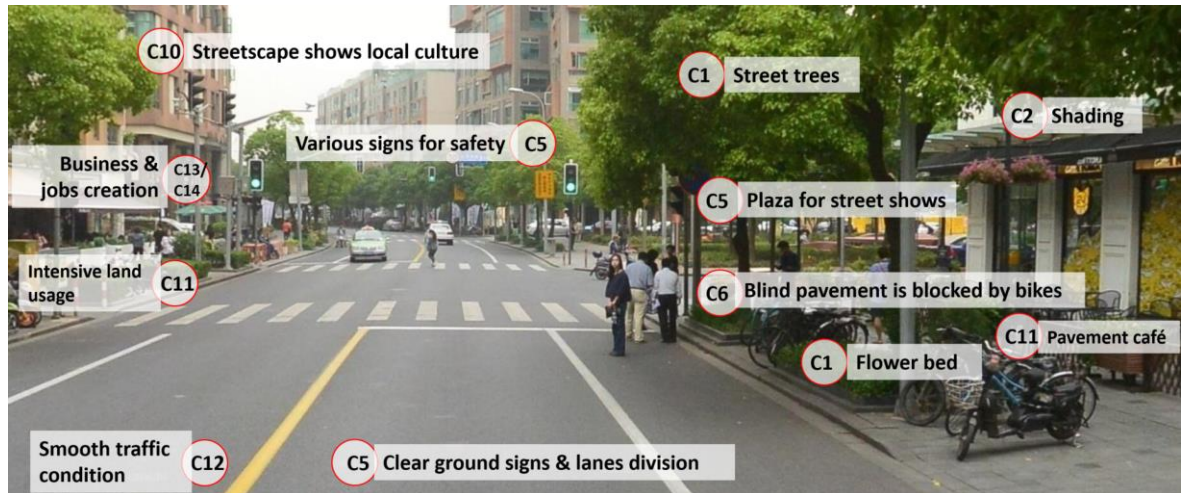 C10 Streetscape shows local culture
C1 Street trees
C2 Shading
Various signs for safety C5
Business &
jobs creation
C13/
C14
C5 Plaza for street shows
Intensive land
usage
C11
C6 Blind pavement is blocked by bikes
C11 Pavement café
C1 Flower bed
Smooth traffic
condition
C12
C5 Clear ground signs & lanes division